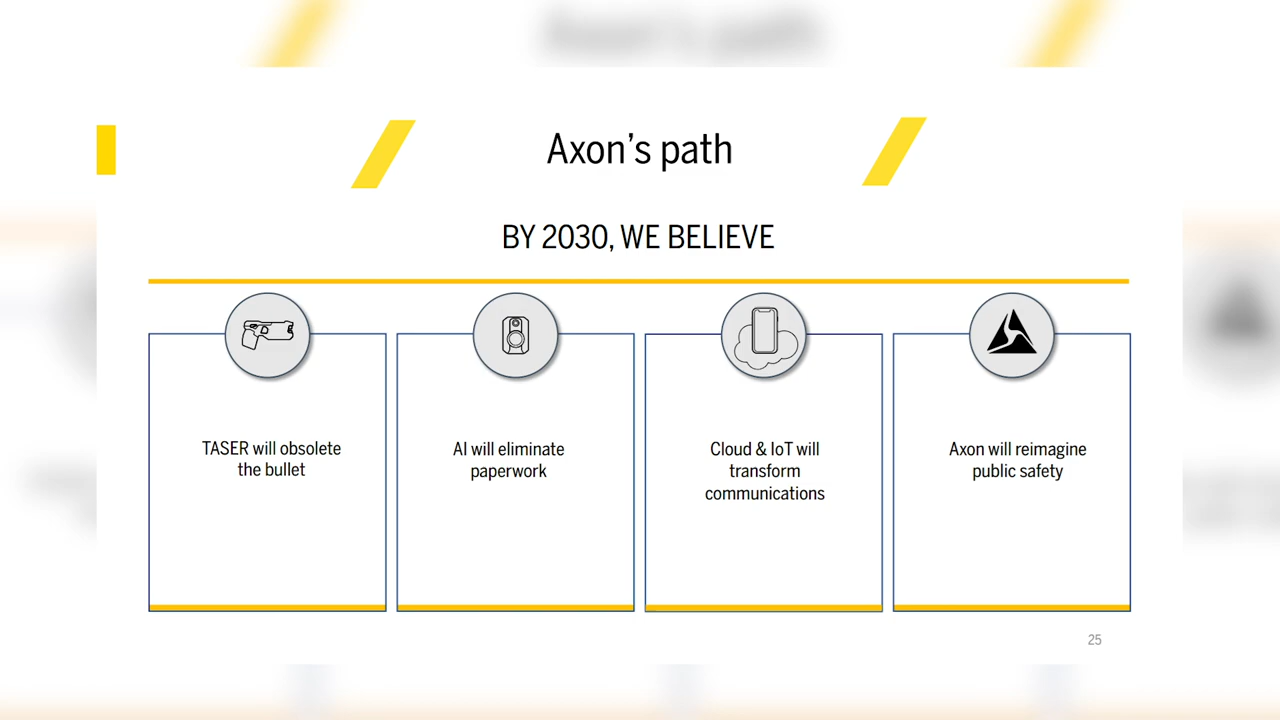 Axon's path
BY 2030, WE BELIEVE
TASER will obsolete
the bullet
AI will eliminate
paperwork
Cloud & IoT will
transform
communications
Axon will reimagine
public safety
25